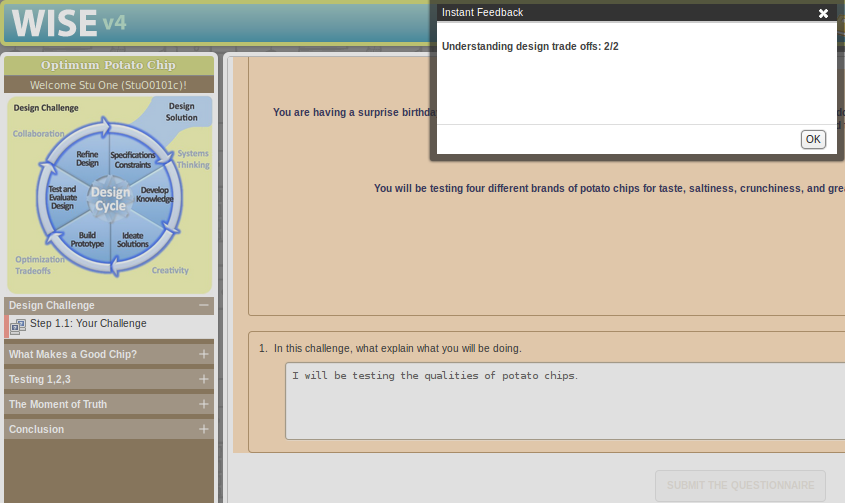 WISE v4
Instant Feedback
Understanding design trade offs: 2/2
OK
Optimum Potato Chip
Welcome Stu One (StuO0101c)!
Design Challenge
Design
Solution
Collaboration
Systems
Thinking
Refine
Design
Specifications
Constraints
Test and
Evaluate
Design
Design
Cycle
Develop
Knowledge
Build
Prototype
Ideate
Solutions
Optimization
Tradeoffs
Creativity
Design Challenge
Step 1.1: Your Challenge
What Makes a Good Chip?
Testing 1,2,3
The Moment of Truth
Conclusion
You are having a surprise birthda
You will be testing four different brands of potato chips for taste, saltiness, crunchiness, and grea
1. In this challenge, what explain what you will be doing.
I will be testing the qualities of potato chips.
SUBMIT THE QUESTIONNAIRE